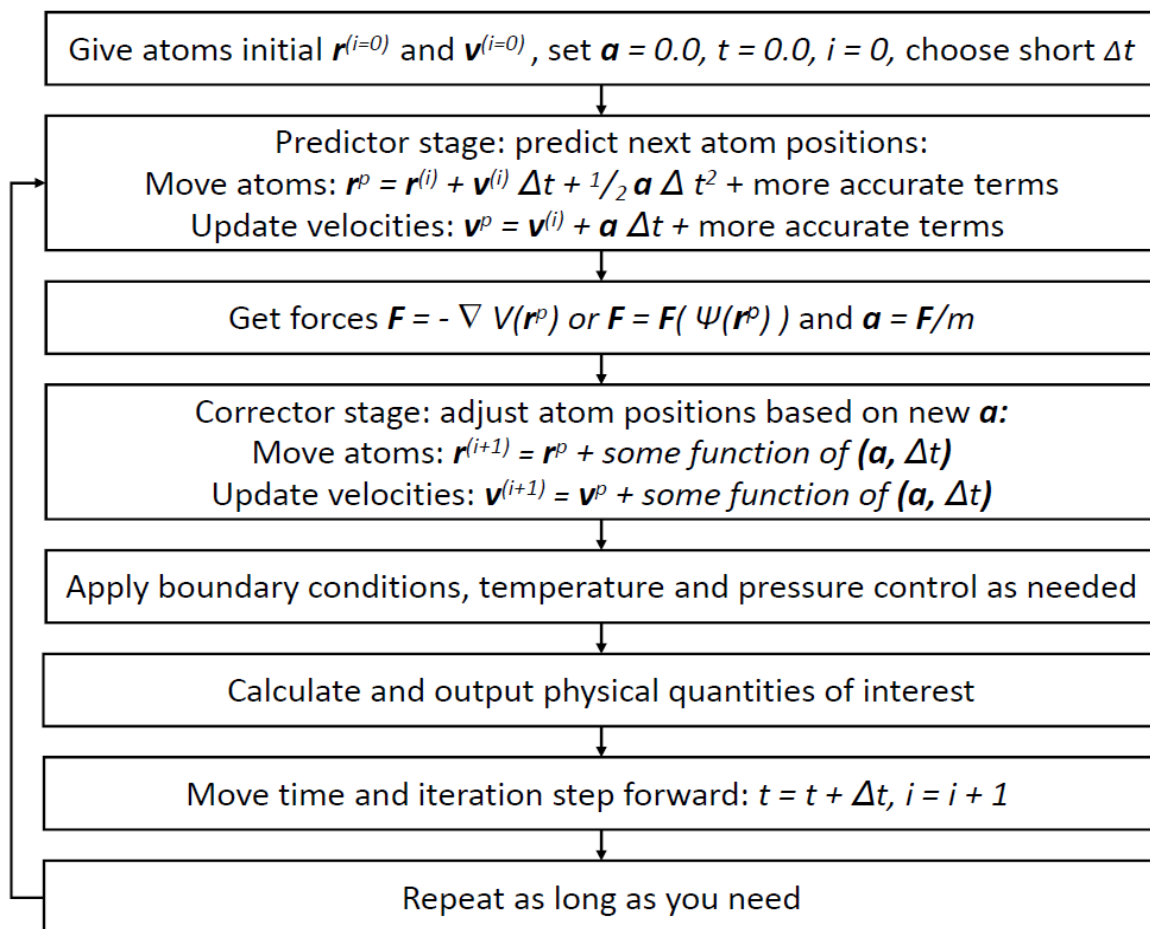 Give atoms initial r⁽ⁱ⁼⁰⁾ and v⁽ⁱ⁼⁰⁾ , set a = 0.0, t = 0.0, i = 0, choose short Δt
Predictor stage: predict next atom positions:
Move atoms: rᵖ = r⁽ⁱ⁾ + v⁽ⁱ⁾ Δt + ¹/₂ a Δ t² + more accurate terms
Update velocities: vᵖ = v⁽ⁱ⁾ + a Δt + more accurate terms
Get forces F = - ∇ V(rᵖ) or F = F( Ψ(rᵖ) ) and a = F/m
Corrector stage: adjust atom positions based on new a:
Move atoms: r⁽ⁱ⁺¹⁾ = rᵖ + some function of (a, Δt)
Update velocities: v⁽ⁱ⁺¹⁾ = vᵖ + some function of (a, Δt)
Apply boundary conditions, temperature and pressure control as needed
Calculate and output physical quantities of interest
Move time and iteration step forward: t = t + Δt, i = i + 1
Repeat as long as you need